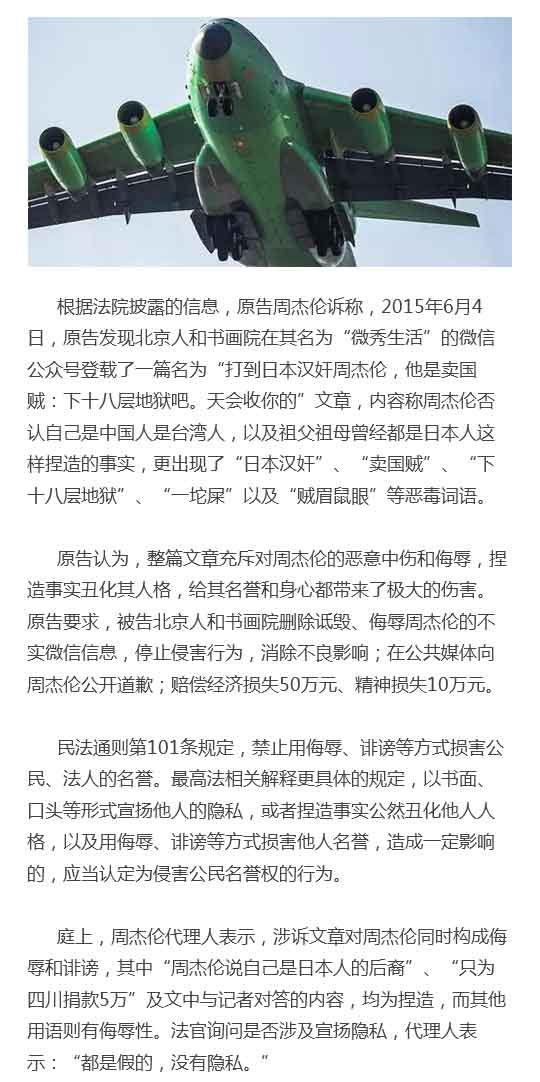 根据法院披露的信息，原告周杰伦诉称，2015年6月4
日，原告发现北京人和书画院在其名为“微秀生活”的微信
公众号登载了一篇名为“打到日本汉奸周杰伦，他是卖国
贼：下十八层地狱吧。天会收你的”文章，内容称周杰伦否
认自己是中国人是台湾人，以及祖父祖母曾经都是日本人这
样捏造的事实，更出现了“日本汉奸”、“卖国贼”、“下
十八层地狱”、“一坨屎”以及“贼眉鼠眼”等恶毒词语。
原告认为，整篇文章充斥对周杰伦的恶意中伤和侮辱，捏
造事实丑化其人格，给其名誉和身心都带来了极大的伤害。
原告要求，被告北京人和书画院删除诋毁、侮辱周杰伦的不
实微信信息，停止侵害行为，消除不良影响；在公共媒体向
周杰伦公开道歉；赔偿经济损失50万元、精神损失10万元。
民法通则第101条规定，禁止用侮辱、诽谤等方式损害公
民、法人的名誉。最高法相关解释更具体的规定，以书面、
口头等形式宣扬他人的隐私，或者捏造事实公然丑化他人人
格，以及用侮辱、诽谤等方式损害他人名誉，造成一定影响
的，应当认定为侵害公民名誉权的行为。
庭上，周杰伦代理人表示，涉诉文章对周杰伦同时构成侮
辱和诽谤，其中“周杰伦说自己是日本人的后裔”、“只为
四川捐款5万”及文中与记者对答的内容，均为捏造，而其他
用语则有侮辱性。法官询问是否涉及宣扬隐私，代理人表
示：“都是假的，没有隐私。”